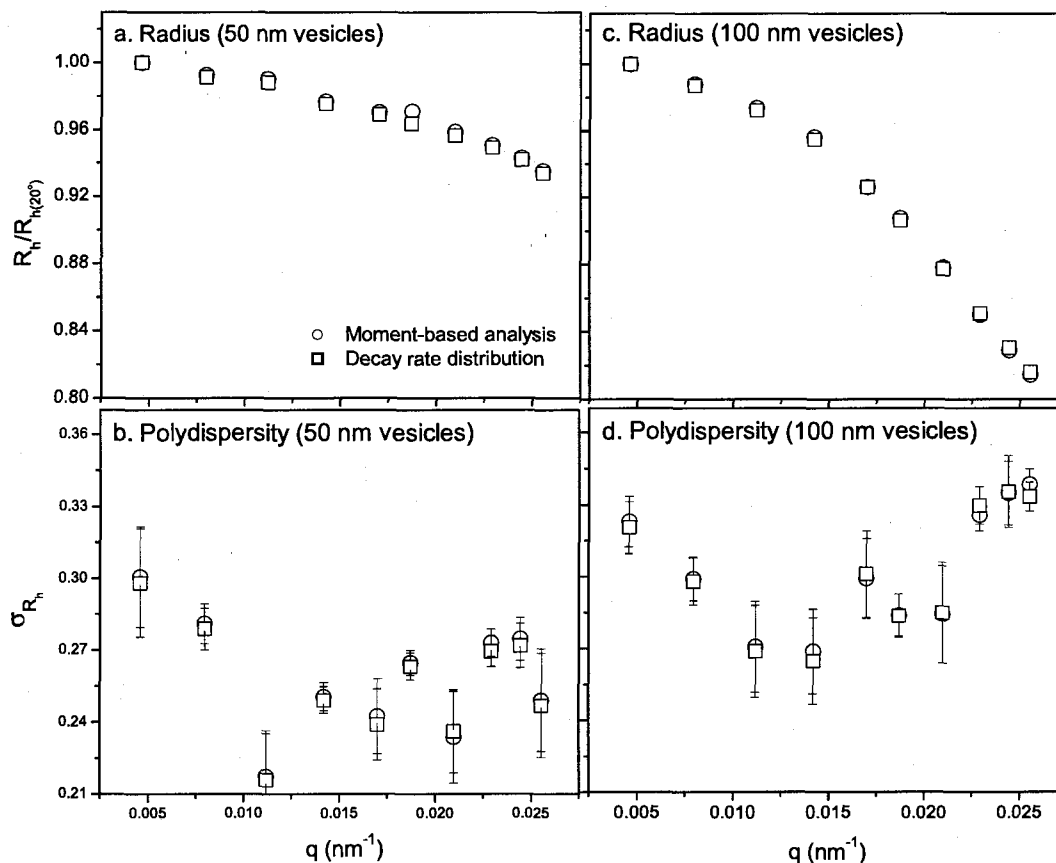 a. Radius (50 nm vesicles)
1.00
0.96
0.92
0.88
0.84
0.80
R_h/R_h(20°)
Moment-based analysis
Decay rate distribution
c. Radius (100 nm vesicles)
b. Polydispersity (50 nm vesicles)
0.36
0.33
0.30
0.27
0.24
0.21
σ_R_h
0.005 0.010 0.015 0.020 0.025
q (nm⁻¹)
d. Polydispersity (100 nm vesicles)
0.005 0.010 0.015 0.020 0.025
q (nm⁻¹)